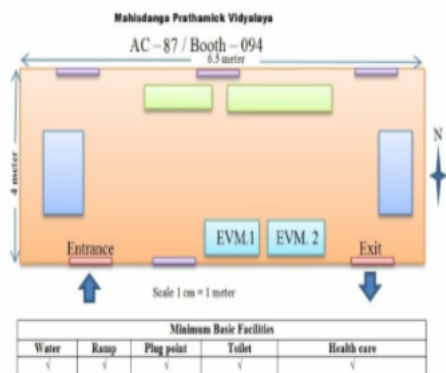 Mahisdanga Prathamick Vidyalaya
AC – 87 / Booth – 094
6.5 meter
4 meter
N
EVM.1 EVM. 2
Entrance Exit
Scale 1 cm = 1 meter
Minimum Basic Facilities
Water Ramp Plug point Toilet Health care
√ √ √ √ √